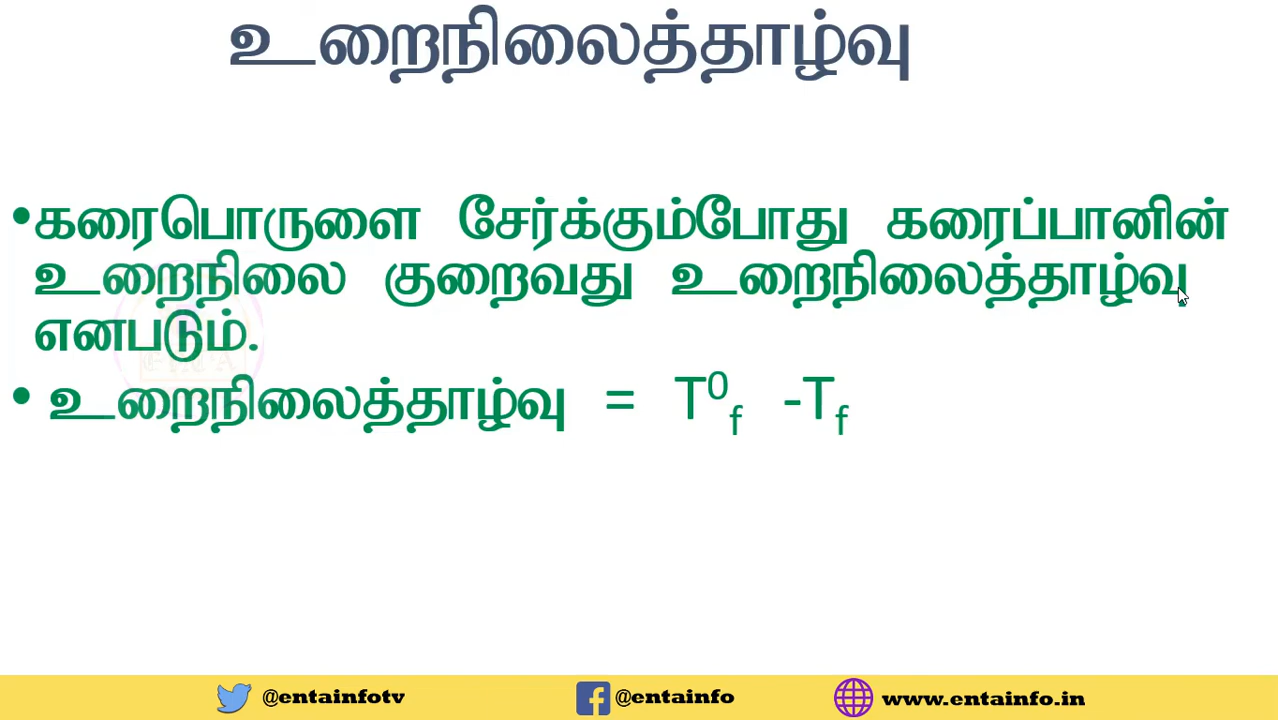 உறைநிலைத்தாழ்வு
•கரைபொருளை சேர்க்கும்போது கரைப்பானின்
உறைநிலை குறைவது உறைநிலைத்தாழ்வு
எனபடும்.
• உறைநிலைத்தாழ்வு = T⁰f -Tf
@entainfotv @entainfo www.entainfo.in